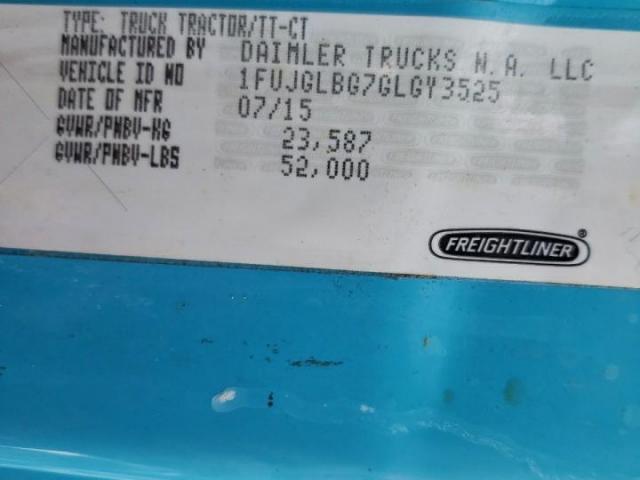 TYPE: TRUCK TRACTOR/TT-CT
MANUFACTURED BY DAIMLER TRUCKS N.A. LLC
VEHICLE ID NO 1FUJGLBG7GLGY3525
DATE OF MFR 07/15
GVWR/PNBV-KG 23,587
GVWR/PNBV-LBS 52,000
FREIGHTLINER®